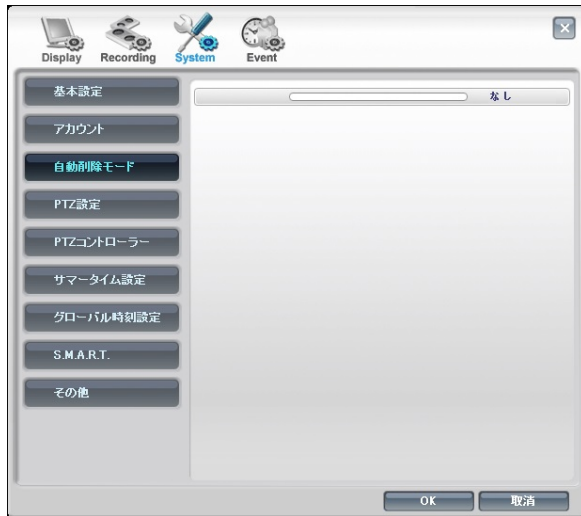 Display Recording System Event
基本設定
なし
アカウント
自動削除モード
PTZ設定
PTZコントローラー
サマータイム設定
グローバル時刻設定
S.M.A.R.T.
その他
OK 取消